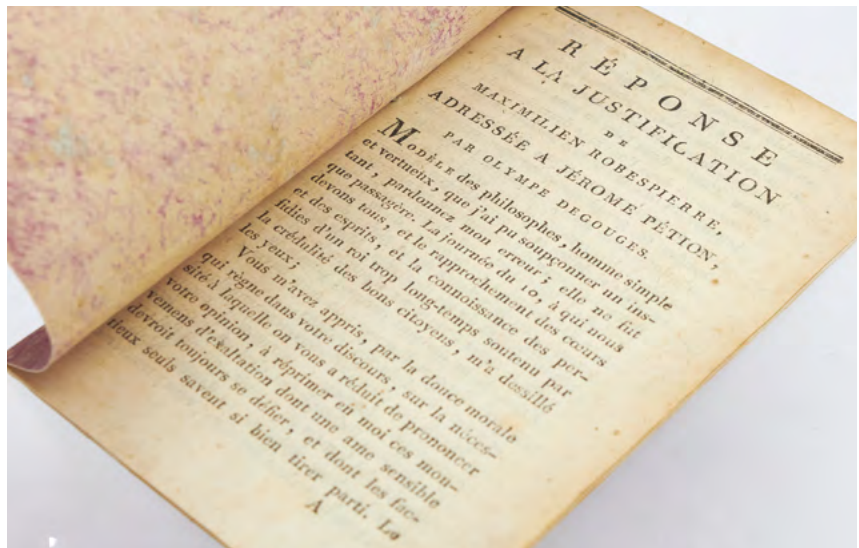 RÉPONSE
A LA JUSTIFICATION
DE
MAXIMILIEN ROBESPIERRE,
ADRESSÉE A JÉROME PÉTION,
PAR OLYMPE DEGOUGES.
MODÈLE des philosophes, homme simple
et vertueux, que j'ai pu soupçonner un ins-
tant, pardonnez mon erreur; elle ne fut
que passagère. La journée du 10, à qui nous
devons tous, et le rapprochement des cœurs
et des esprits, et la connoissance des per-
fidies d'un roi trop long-temps soutenu par
la crédulité des bons citoyens, m'a dessillé
les yeux;
Vous m'avez appris, par la douce morale
qui règne dans votre discours, sur la néces-
sité à laquelle on vous a réduit de prononcer
votre opinion, à réprimer en moi ces mou-
vemens d'exaltation dont une ame sensible
devroit toujours se défier, et dont les fac-
tieux seuls savent si bien tirer parti. Le
A